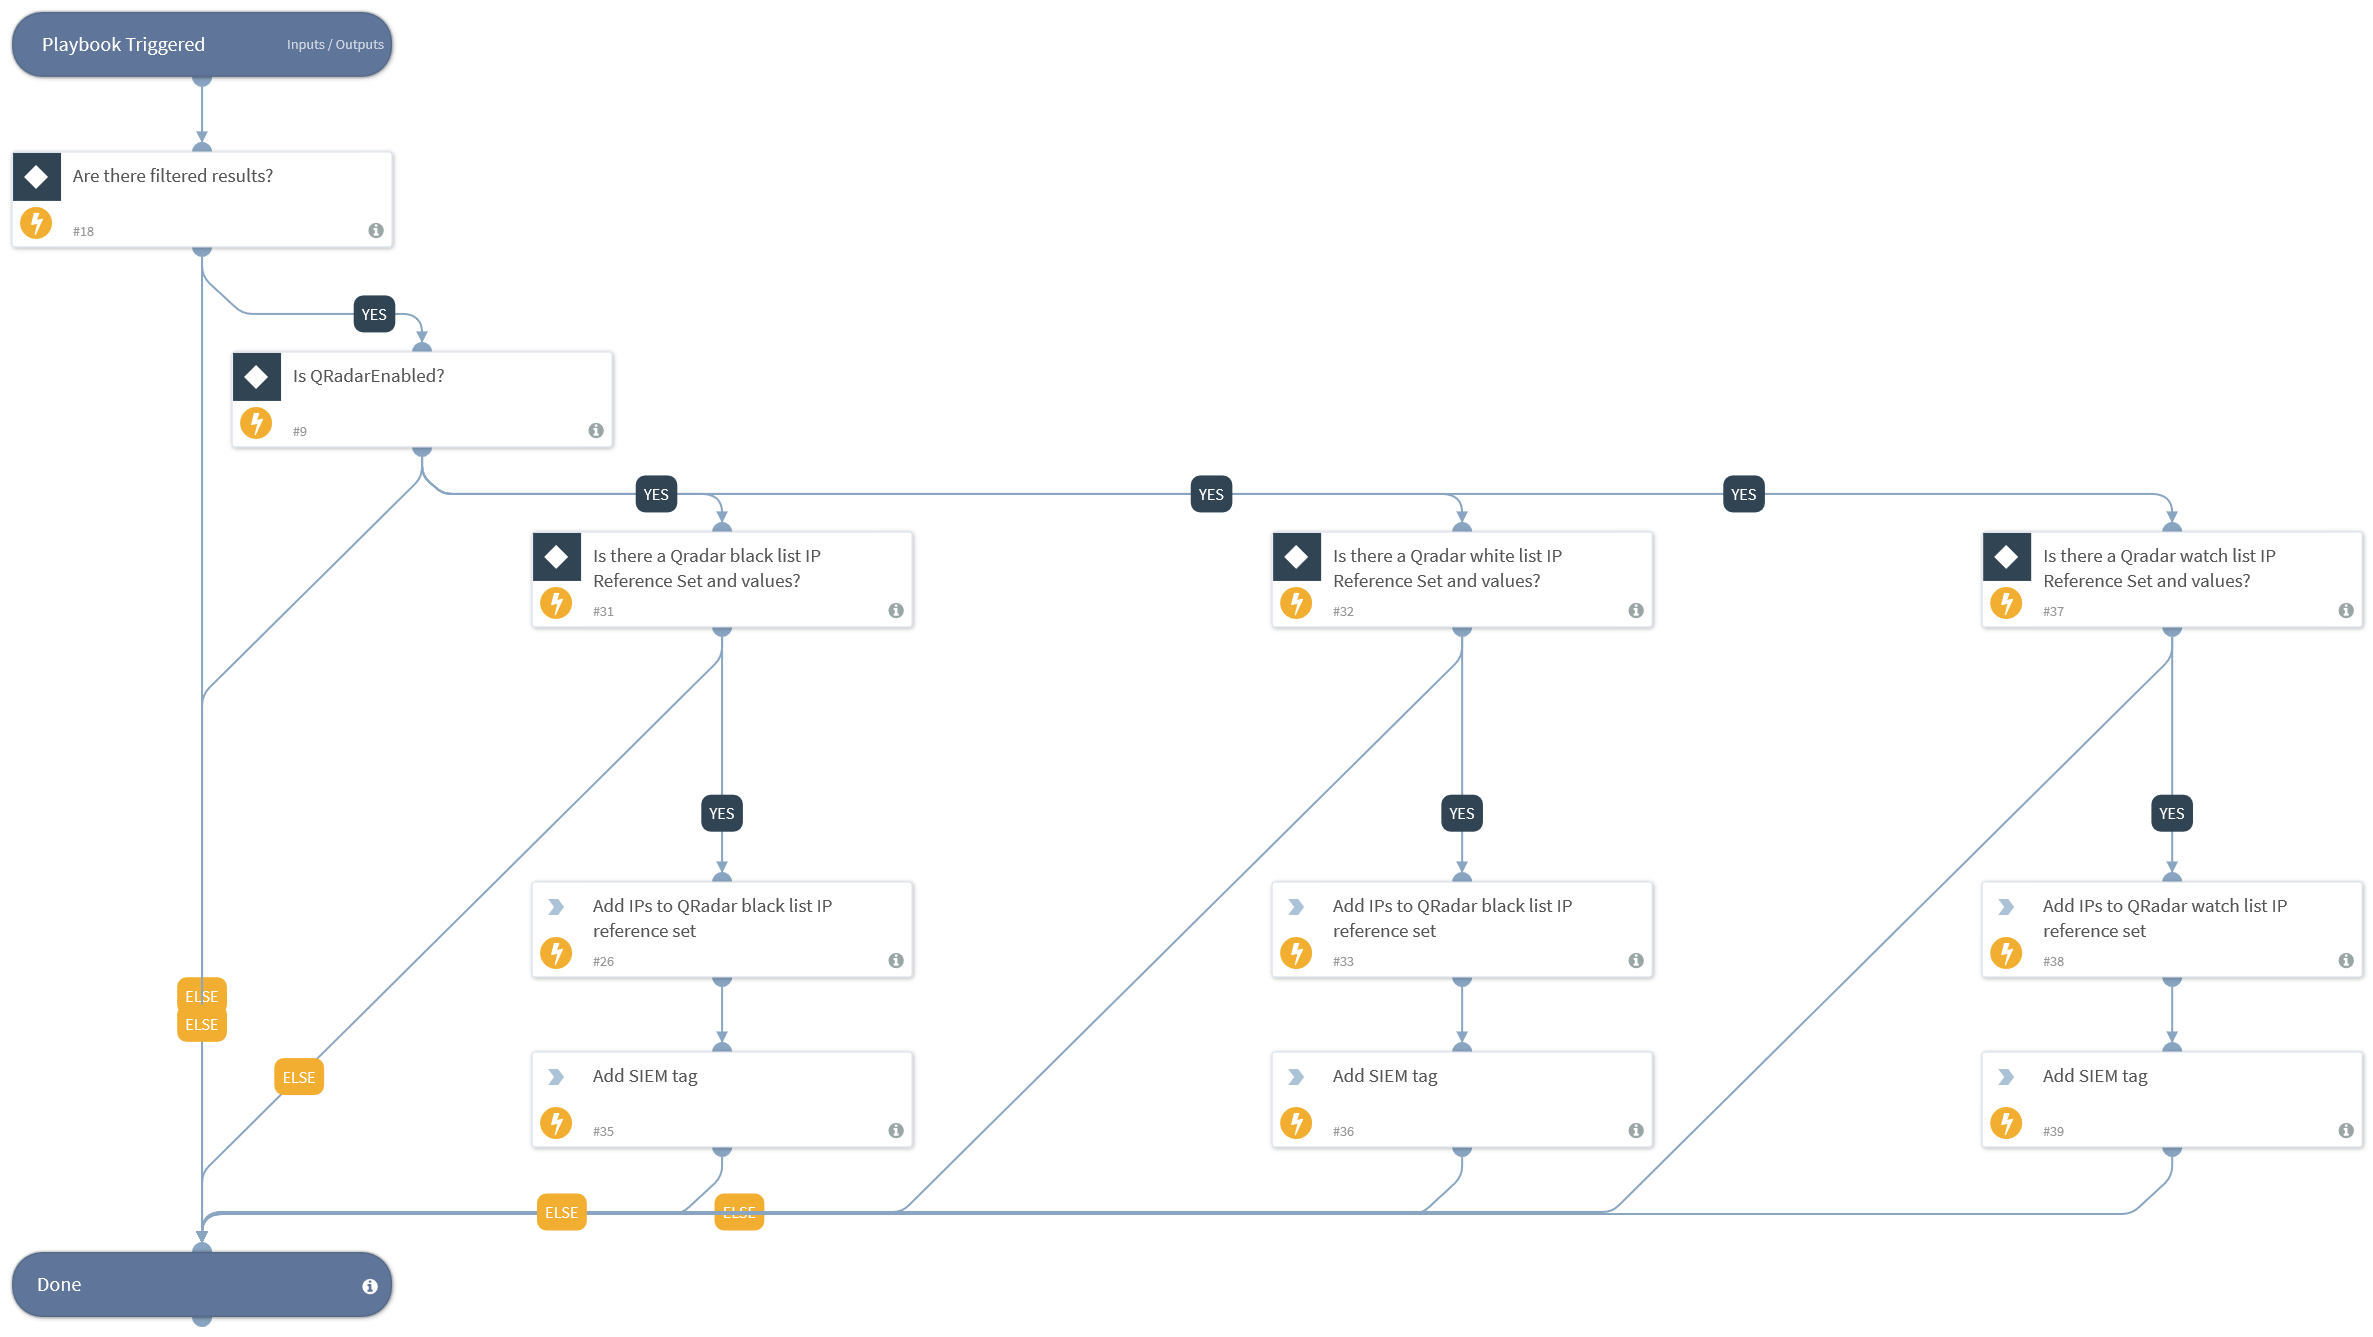 Playbook Triggered
Inputs / Outputs
Are there filtered results?
#18
YES
Is QRadarEnabled?
#9
YES
YES
YES
Is there a Qradar black list IP
Reference Set and values?
#31
Is there a Qradar white list IP
Reference Set and values?
#32
Is there a Qradar watch list IP
Reference Set and values?
#37
YES
YES
YES
Add IPs to QRadar black list IP
reference set
#26
Add IPs to QRadar black list IP
reference set
#33
Add IPs to QRadar watch list IP
reference set
#38
ELSE
ELSE
ELSE
Add SIEM tag
#35
Add SIEM tag
#36
Add SIEM tag
#39
ELSE
ELSE
Done